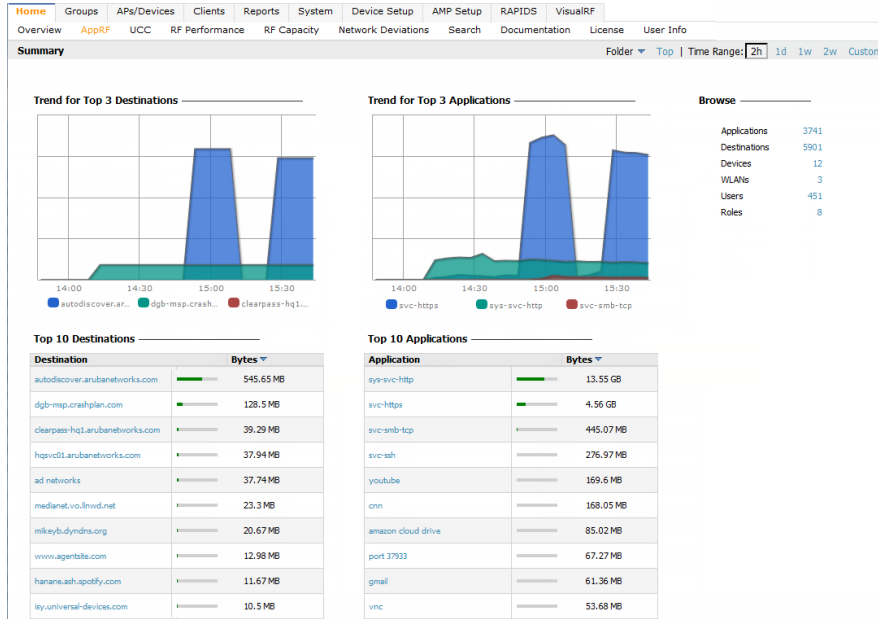 Home Groups APs/Devices Clients Reports System Device Setup AMP Setup RAPIDS VisualRF
Overview AppRF UCC RF Performance RF Capacity Network Deviations Search Documentation License User Info
Summary Folder Top | Time Range: 2h 1d 1w 2w Custon
Trend for Top 3 Destinations
14:00 14:30 15:00 15:30
autodiscover.ar... dgb-msp.crash... clearpass-hq1....
Trend for Top 3 Applications
14:00 14:30 15:00 15:30
svc-https sys-svc-http svc-smb-tcp
Browse
Applications 3741
Destinations 5901
Devices 12
WLANs 3
Users 451
Roles 8
Top 10 Destinations
Destination Bytes
autodiscover.arubanetworks.com 545.65 MB
dgb-msp.crashplan.com 128.5 MB
clearpass-hq1.arubanetworks.com 39.29 MB
hqsvc01.arubanetworks.com 37.94 MB
ad networks 37.74 MB
medianet.vo.llnwd.net 23.3 MB
mikeyb.dyndns.org 20.67 MB
www.agentsite.com 12.98 MB
hanane.ash.spotify.com 11.67 MB
isy.universal-devices.com 10.5 MB
Top 10 Applications
Application Bytes
sys-svc-http 13.55 GB
svc-https 4.56 GB
svc-smb-tcp 445.07 MB
svc-ssh 276.97 MB
youtube 169.6 MB
cnn 168.05 MB
amazon cloud drive 85.02 MB
port 37933 67.27 MB
gmail 61.36 MB
vnc 53.68 MB